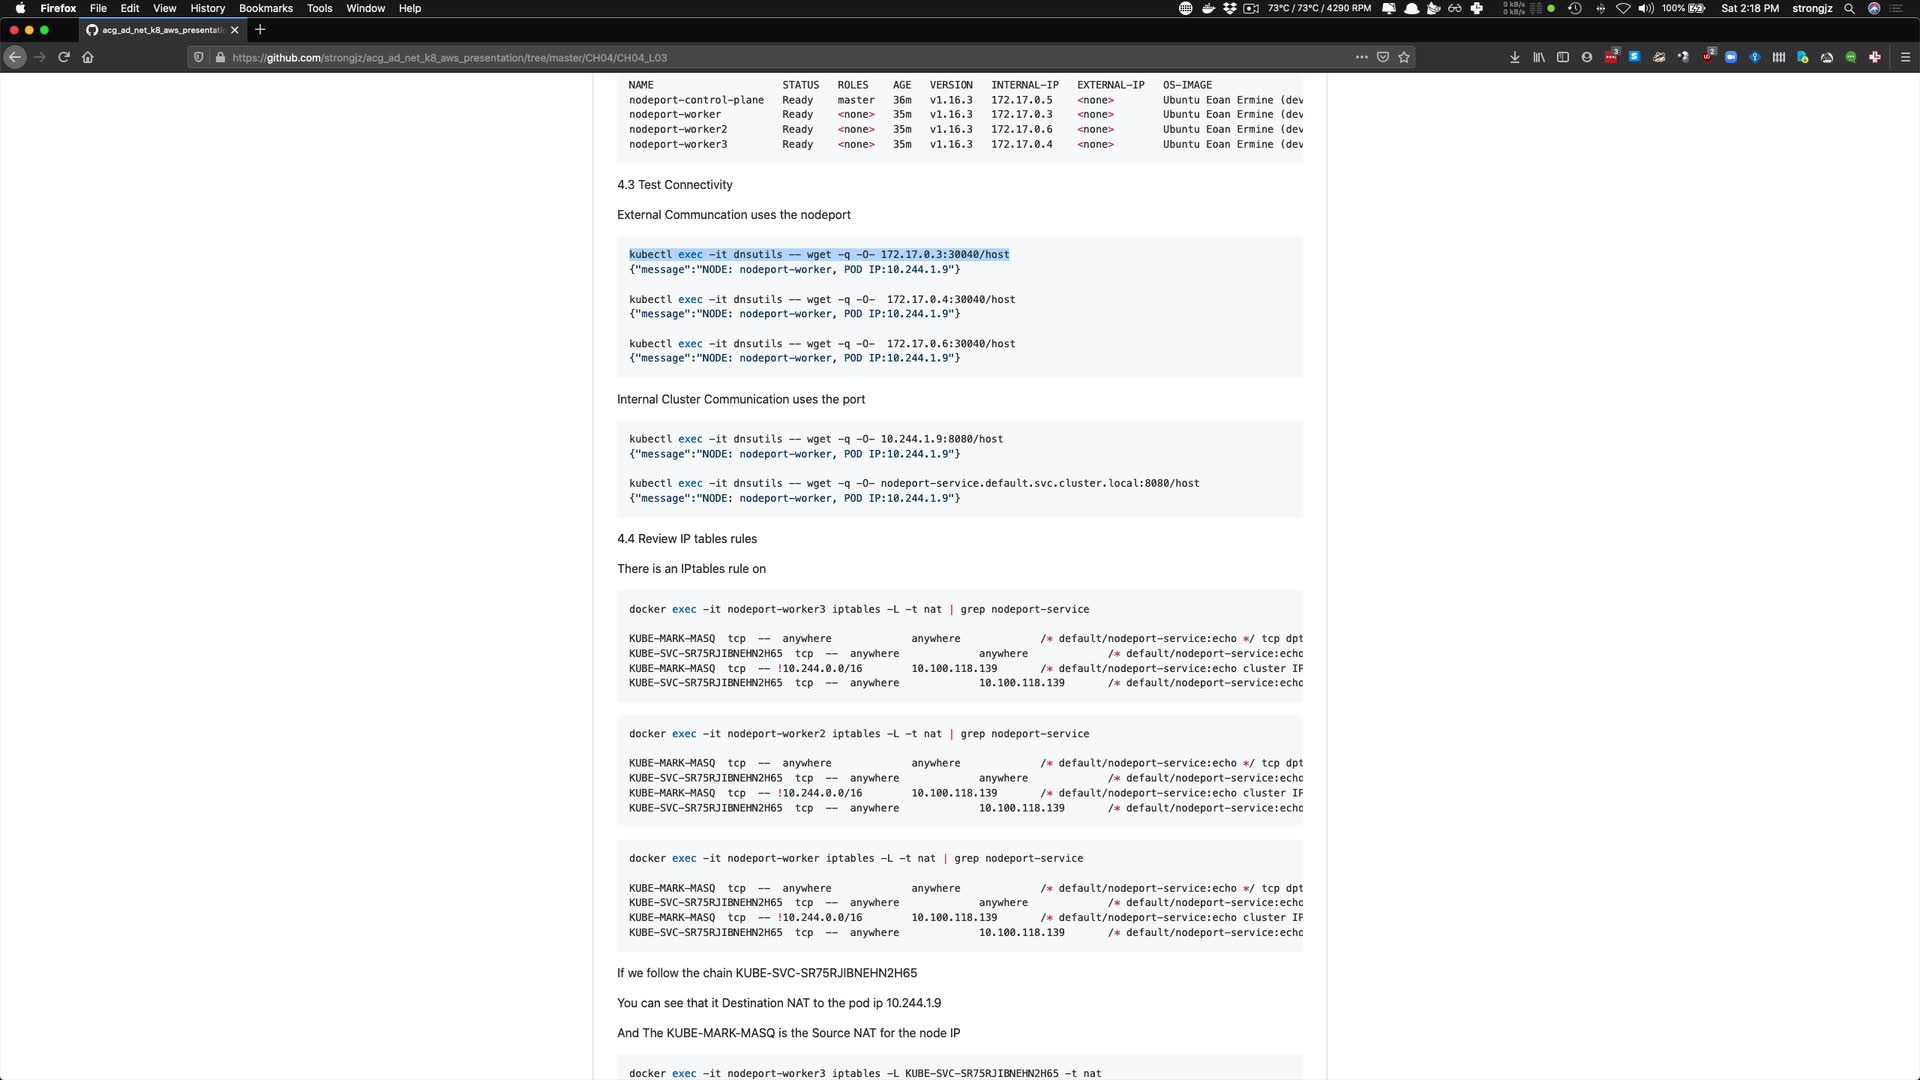 Firefox File Edit View History Bookmarks Tools Window Help 73°C / 73°C / 4290 RPM 0 kB/s 0 kB/s 100% Sat 2:18 PM strongjz
acg_ad_net_k8_aws_presentatio
https://github.com/strongjz/acg_ad_net_k8_aws_presentation/tree/master/CH04/CH04_L03 3 2
NAME STATUS ROLES AGE VERSION INTERNAL-IP EXTERNAL-IP OS-IMAGE
nodeport-control-plane Ready master 36m v1.16.3 172.17.0.5 <none> Ubuntu Eoan Ermine (dev
nodeport-worker Ready <none> 35m v1.16.3 172.17.0.3 <none> Ubuntu Eoan Ermine (dev
nodeport-worker2 Ready <none> 35m v1.16.3 172.17.0.6 <none> Ubuntu Eoan Ermine (dev
nodeport-worker3 Ready <none> 35m v1.16.3 172.17.0.4 <none> Ubuntu Eoan Ermine (dev
4.3 Test Connectivity
External Communcation uses the nodeport
kubectl exec -it dnsutils -- wget -q -O- 172.17.0.3:30040/host
{"message":"NODE: nodeport-worker, POD IP:10.244.1.9"}
kubectl exec -it dnsutils -- wget -q -O- 172.17.0.4:30040/host
{"message":"NODE: nodeport-worker, POD IP:10.244.1.9"}
kubectl exec -it dnsutils -- wget -q -O- 172.17.0.6:30040/host
{"message":"NODE: nodeport-worker, POD IP:10.244.1.9"}
Internal Cluster Communication uses the port
kubectl exec -it dnsutils -- wget -q -O- 10.244.1.9:8080/host
{"message":"NODE: nodeport-worker, POD IP:10.244.1.9"}
kubectl exec -it dnsutils -- wget -q -O- nodeport-service.default.svc.cluster.local:8080/host
{"message":"NODE: nodeport-worker, POD IP:10.244.1.9"}
4.4 Review IP tables rules
There is an IPtables rule on
docker exec -it nodeport-worker3 iptables -L -t nat | grep nodeport-service
KUBE-MARK-MASQ tcp -- anywhere anywhere /* default/nodeport-service:echo */ tcp dpt
KUBE-SVC-SR75RJIBNEHN2H65 tcp -- anywhere anywhere /* default/nodeport-service:echo
KUBE-MARK-MASQ tcp -- !10.244.0.0/16 10.100.118.139 /* default/nodeport-service:echo cluster IP
KUBE-SVC-SR75RJIBNEHN2H65 tcp -- anywhere 10.100.118.139 /* default/nodeport-service:echo
docker exec -it nodeport-worker2 iptables -L -t nat | grep nodeport-service
KUBE-MARK-MASQ tcp -- anywhere anywhere /* default/nodeport-service:echo */ tcp dpt
KUBE-SVC-SR75RJIBNEHN2H65 tcp -- anywhere anywhere /* default/nodeport-service:echo
KUBE-MARK-MASQ tcp -- !10.244.0.0/16 10.100.118.139 /* default/nodeport-service:echo cluster IP
KUBE-SVC-SR75RJIBNEHN2H65 tcp -- anywhere 10.100.118.139 /* default/nodeport-service:echo
docker exec -it nodeport-worker iptables -L -t nat | grep nodeport-service
KUBE-MARK-MASQ tcp -- anywhere anywhere /* default/nodeport-service:echo */ tcp dpt
KUBE-SVC-SR75RJIBNEHN2H65 tcp -- anywhere anywhere /* default/nodeport-service:echo
KUBE-MARK-MASQ tcp -- !10.244.0.0/16 10.100.118.139 /* default/nodeport-service:echo cluster IP
KUBE-SVC-SR75RJIBNEHN2H65 tcp -- anywhere 10.100.118.139 /* default/nodeport-service:echo
If we follow the chain KUBE-SVC-SR75RJIBNEHN2H65
You can see that it Destination NAT to the pod ip 10.244.1.9
And The KUBE-MARK-MASQ is the Source NAT for the node IP
docker exec -it nodeport-worker3 iptables -L KUBE-SVC-SR75RJIBNEHN2H65 -t nat